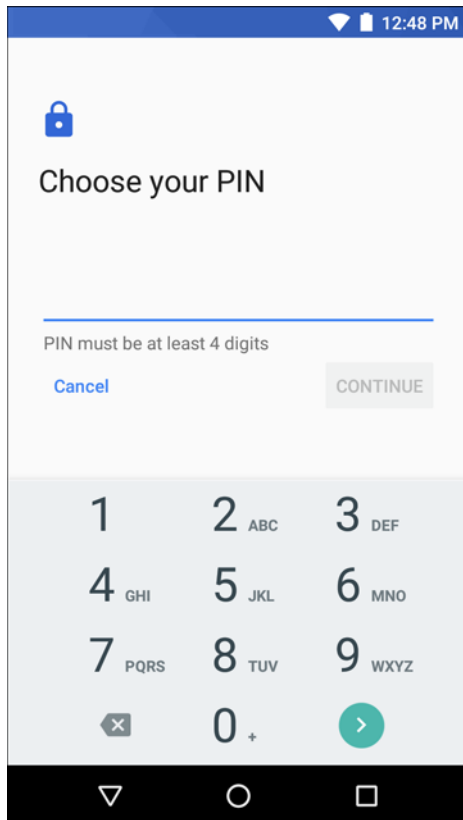 12:48 PM
Choose your PIN
PIN must be at least 4 digits
Cancel CONTINUE
1 2 ABC 3 DEF
4 GHI 5 JKL 6 MNO
7 PQRS 8 TUV 9 WXYZ
0 +